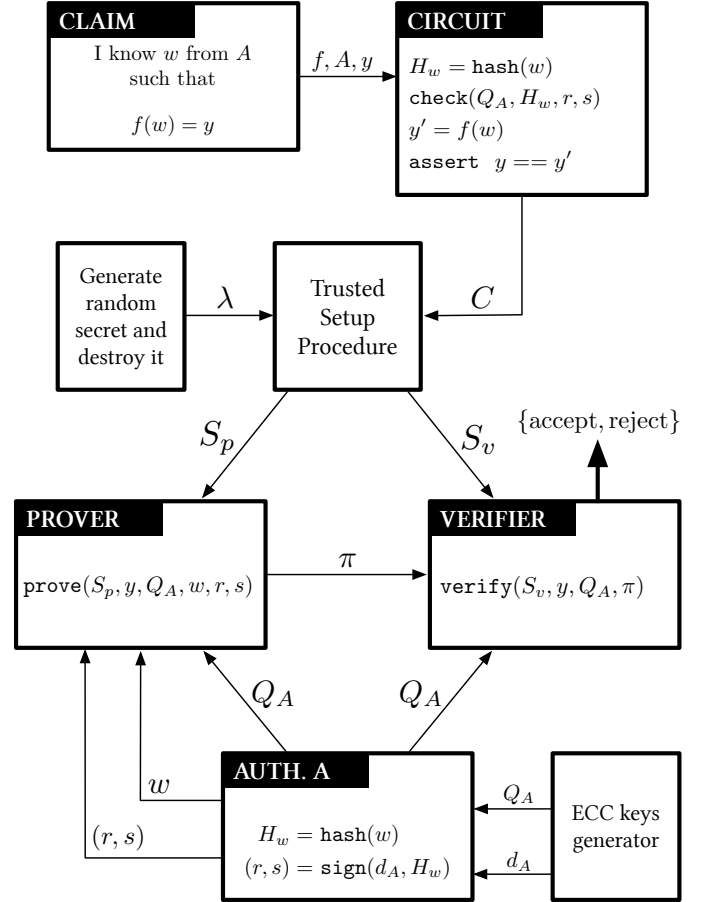 CLAIM
I know w from A
such that
f(w) = y
f, A, y
CIRCUIT
H_w = hash(w)
check(Q_A, H_w, r, s)
y′ = f(w)
assert y == y′
Generate
random
secret and
destroy it
λ
Trusted
Setup
Procedure
C
S_p
S_v
{accept, reject}
PROVER
prove(S_p, y, Q_A, w, r, s)
π
VERIFIER
verify(S_v, y, Q_A, π)
Q_A
Q_A
w
(r, s)
AUTH. A
H_w = hash(w)
(r, s) = sign(d_A, H_w)
Q_A
d_A
ECC keys
generator